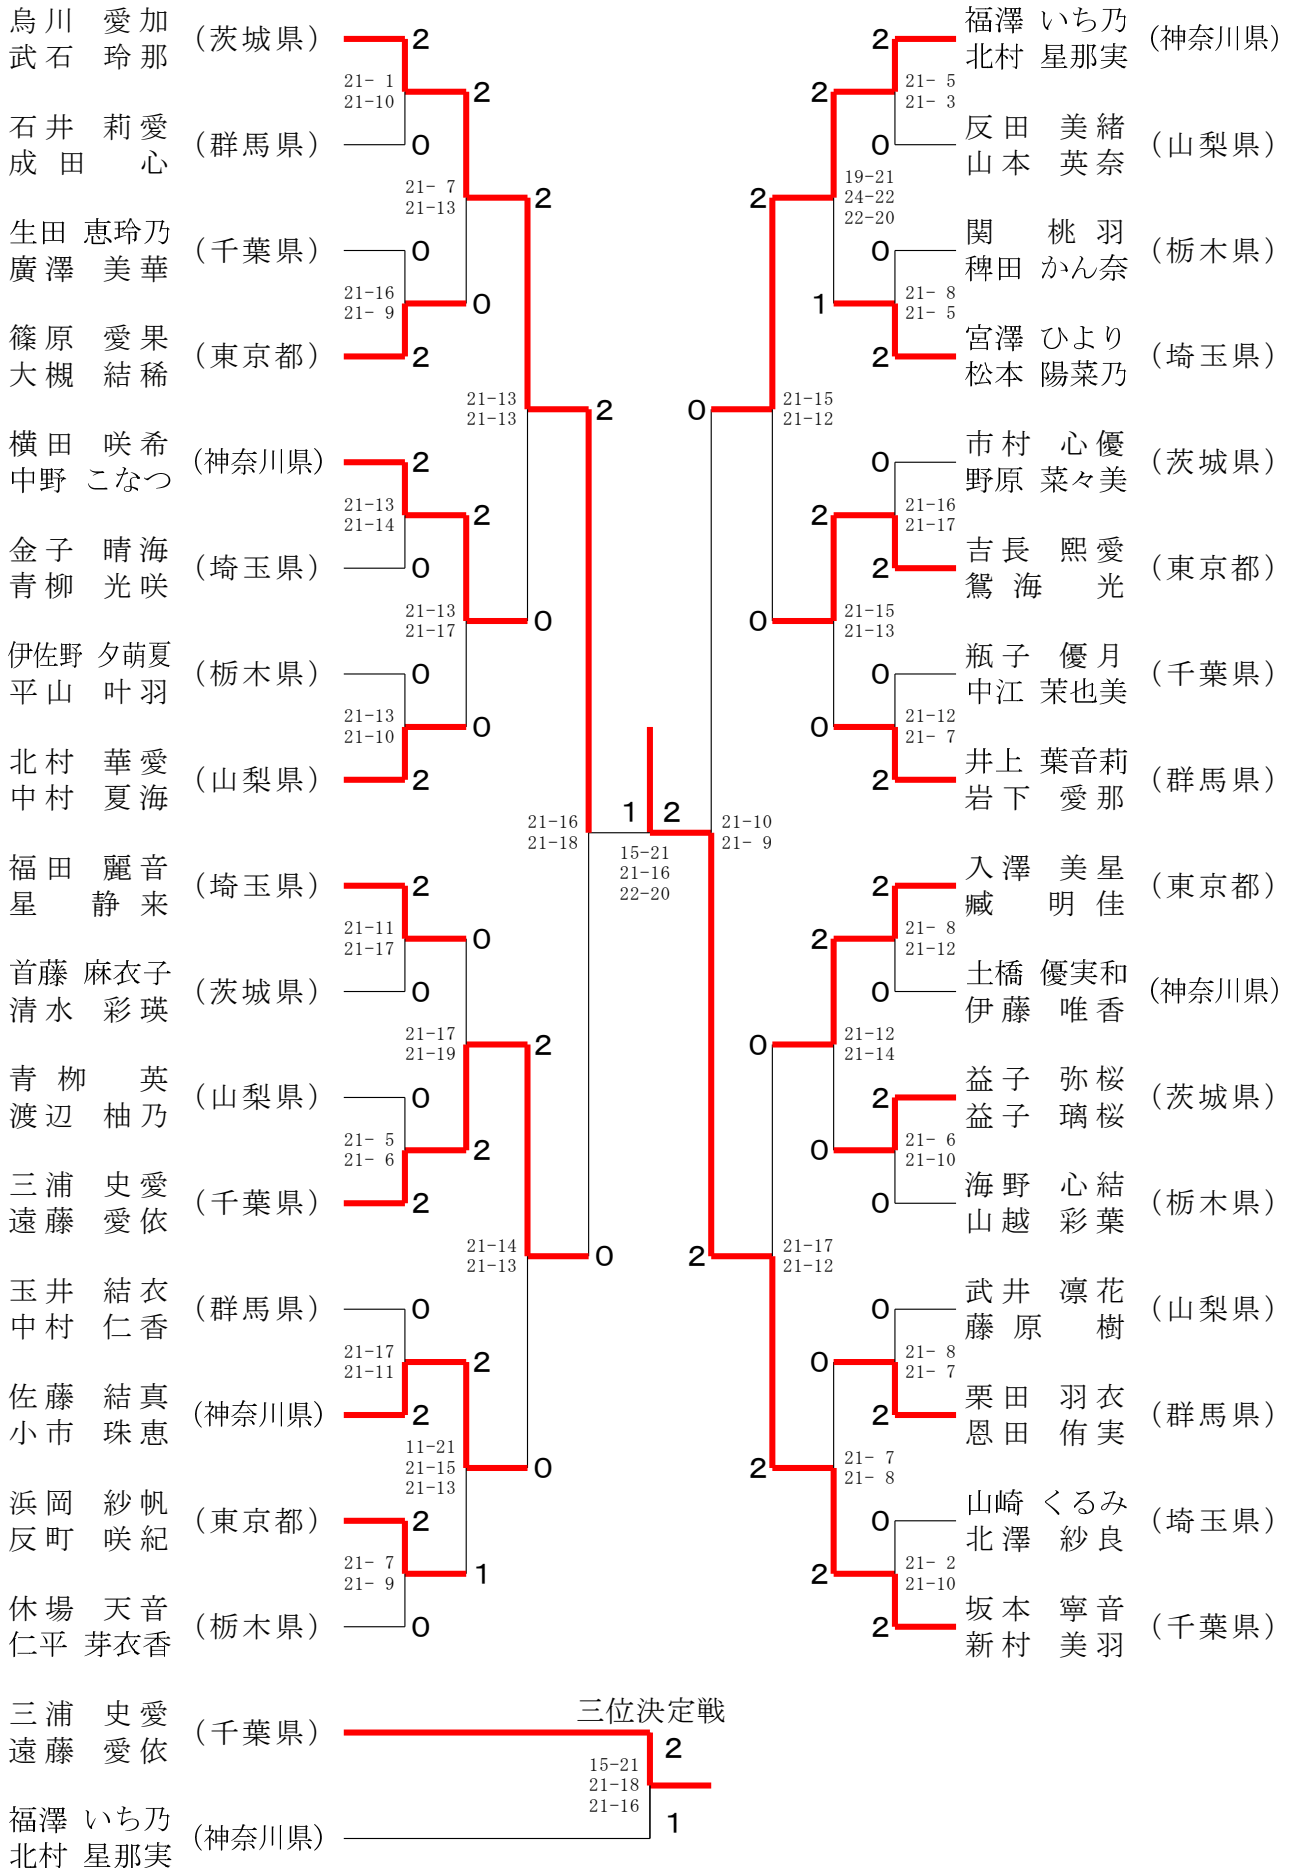 烏川 愛加
武石 玲那
(茨城県)
2
21- 1
21-10
2
石井 莉愛
成田 心
(群馬県)
0
21- 7
21-13
2
生田 恵玲乃
廣澤 美華
(千葉県)
0
21-16
21- 9
0
篠原 愛果
大槻 結稀
(東京都)
2
21-13
21-13
2
横田 咲希
中野 こなつ
(神奈川県)
2
21-13
21-14
2
金子 晴海
青柳 光咲
(埼玉県)
0
21-13
21-17
0
伊佐野 夕萌夏
平山 叶羽
(栃木県)
0
21-13
21-10
0
北村 華愛
中村 夏海
(山梨県)
2
21-16
21-18
福田 麗音
星 静来
(埼玉県)
2
21-11
21-17
0
首藤 麻衣子
清水 彩瑛
(茨城県)
0
21-17
21-19
2
青栁 英
渡辺 柚乃
(山梨県)
0
21- 5
21- 6
2
三浦 史愛
遠藤 愛依
(千葉県)
2
21-14
21-13
0
玉井 結衣
中村 仁香
(群馬県)
0
21-17
21-11
2
佐藤 結真
小市 珠恵
(神奈川県)
2
11-21
21-15
21-13
0
浜岡 紗帆
反町 咲紀
(東京都)
2
21- 7
21- 9
1
休場 天音
仁平 芽衣香
(栃木県)
0
1
2
15-21
21-16
22-20
福澤 いち乃
北村 星那実
(神奈川県)
2
21- 5
21- 3
2
反田 美緒
山本 英奈
(山梨県)
0
19-21
24-22
22-20
2
関 桃羽
稗田 かん奈
(栃木県)
0
21- 8
21- 5
1
宮澤 ひより
松本 陽菜乃
(埼玉県)
2
21-15
21-12
0
市村 心優
野原 菜々美
(茨城県)
0
21-16
21-17
2
吉長 熙愛
鴛海 光
(東京都)
2
21-15
21-13
0
瓶子 優月
中江 茉也美
(千葉県)
0
21-12
21- 7
0
井上 葉音莉
岩下 愛那
(群馬県)
2
21-10
21- 9
入澤 美星
臧 明佳
(東京都)
2
21- 8
21-12
2
土橋 優実和
伊藤 唯香
(神奈川県)
0
21-12
21-14
0
益子 弥桜
益子 璃桜
(茨城県)
2
21- 6
21-10
0
海野 心結
山越 彩葉
(栃木県)
0
21-17
21-12
2
武井 凛花
藤原 樹
(山梨県)
0
21- 8
21- 7
0
栗田 羽衣
恩田 侑実
(群馬県)
2
21- 7
21- 8
2
山崎 くるみ
北澤 紗良
(埼玉県)
0
21- 2
21-10
2
坂本 寧音
新村 美羽
(千葉県)
2
三位決定戦
三浦 史愛
遠藤 愛依
(千葉県)
2
15-21
21-18
21-16
福澤 いち乃
北村 星那実
(神奈川県)
1